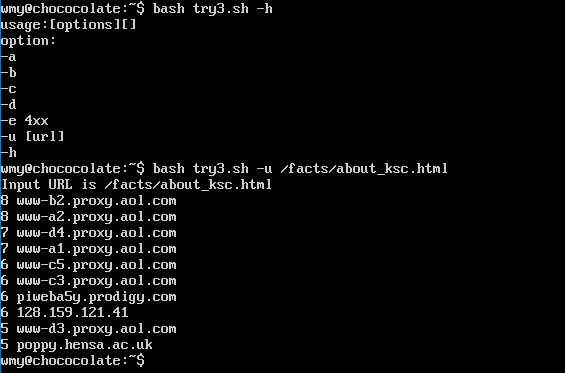 wmy@chococolate:~$ bash try3.sh -h
usage:[options][]
option:
-a
-b
-c
-d
-e 4xx
-u [url]
-h
wmy@chococolate:~$ bash try3.sh -u /facts/about_ksc.html
Input URL is /facts/about_ksc.html
8 www-b2.proxy.aol.com
8 www-a2.proxy.aol.com
7 www-d4.proxy.aol.com
7 www-a1.proxy.aol.com
6 www-c5.proxy.aol.com
6 www-c3.proxy.aol.com
6 piweba5y.prodigy.com
6 128.159.121.41
5 www-d3.proxy.aol.com
5 poppy.hensa.ac.uk
wmy@chococolate:~$